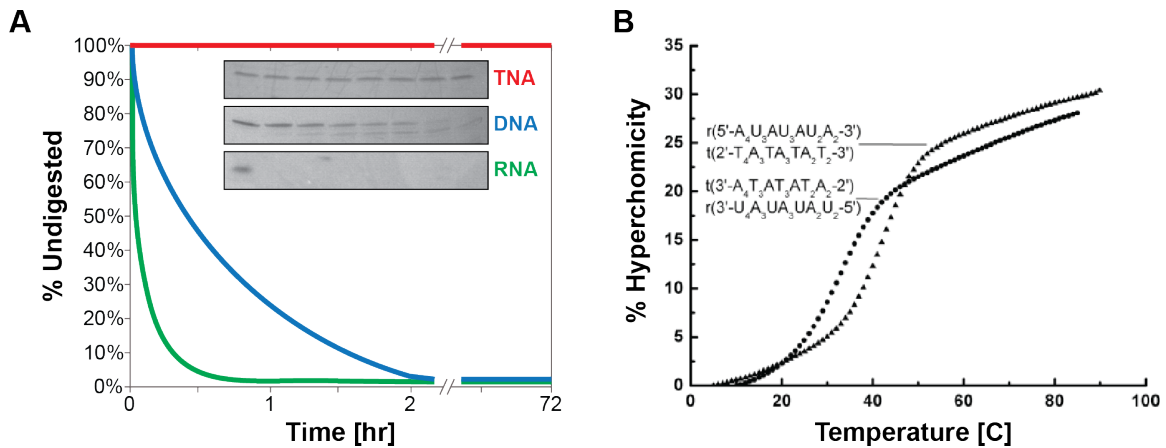 A
100%
90%
80%
70%
60%
50%
40%
30%
20%
10%
0%
% Undigested
TNA
DNA
RNA
0
1
2
72
Time [hr]
B
35
30
25
20
15
10
5
0
% Hyperchomicity
r(5'-A₄U₃AU₃AU₂A₂-3')
t(2'-T₄A₃TA₃TA₂T₂-3')
t(3'-A₄T₃AT₃AT₂A₂-2')
r(3'-U₄A₃UA₃UA₂U₂-5')
0
20
40
60
80
100
Temperature [C]